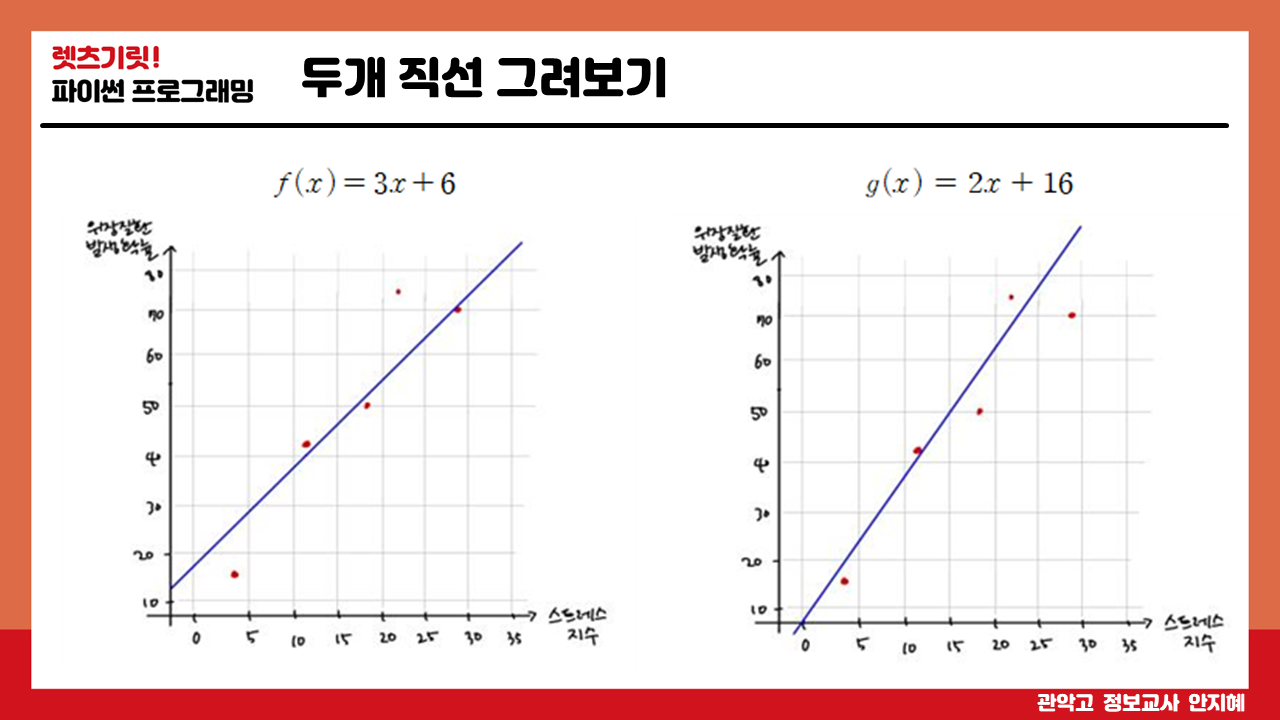 렛츠기릿!
파이썬 프로그래밍
두개 직선 그려보기
f(x) = 3x + 6
위장질환
발생확률
80
70
60
50
40
30
20
10
0 5 10 15 20 25 30 35
스트레스
지수
g(x) = 2x + 16
위장질환
발생확률
80
70
60
50
40
30
20
10
0 5 10 15 20 25 30 35
스트레스
지수
관악고 정보교사 안지혜